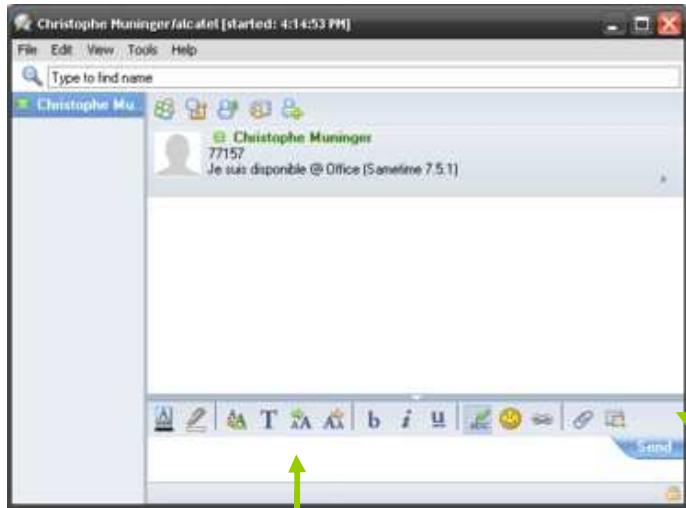 Christophe Muninger/alcatel [started: 4:14:53 PM]
File Edit View Tools Help
Type to find name
Christophe Mu
Christophe Muninger
77157
Je suis disponible @ Office (Sametime 7.5.1)
A A T A A b i u
Send